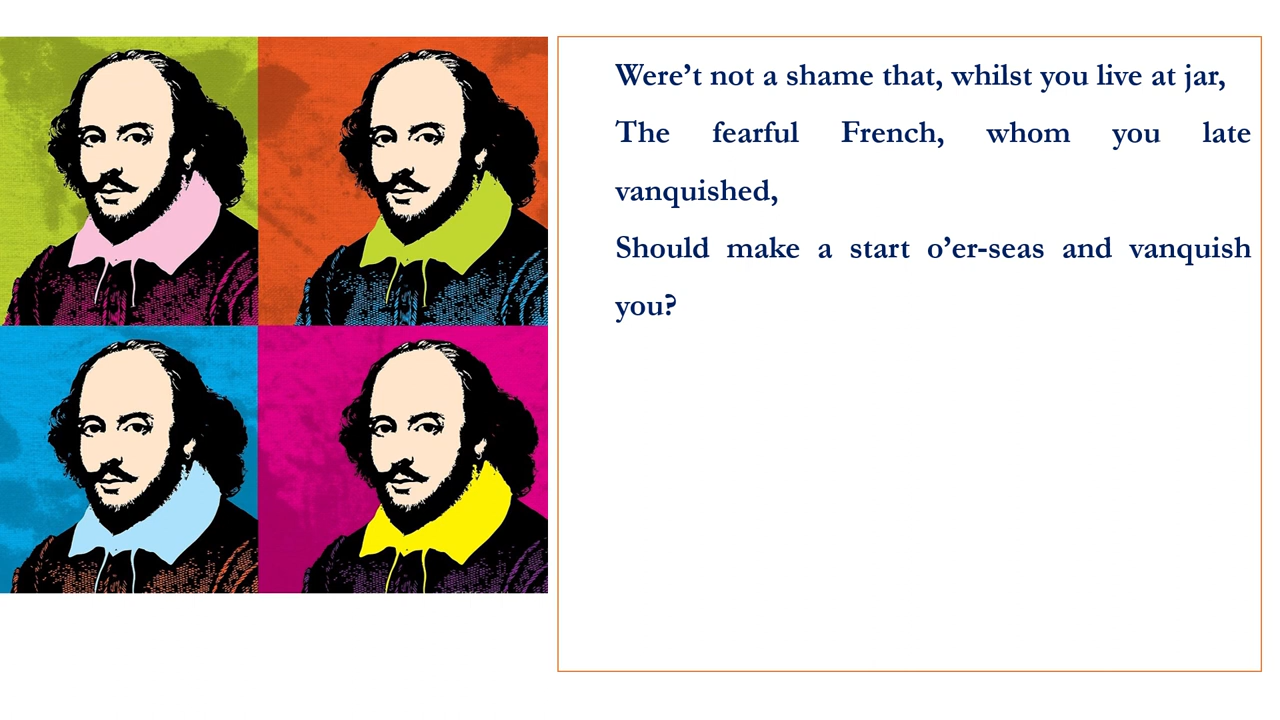 Were’t not a shame that, whilst you live at jar,
The fearful French, whom you late
vanquished,
Should make a start o’er-seas and vanquish
you?